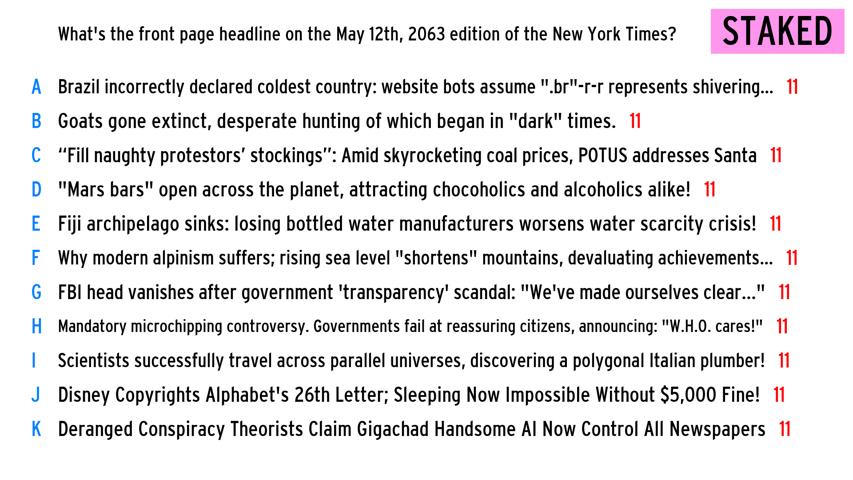 What's the front page headline on the May 12th, 2063 edition of the New York Times?
STAKED
A Brazil incorrectly declared coldest country: website bots assume ".br"-r-r represents shivering... 11
B Goats gone extinct, desperate hunting of which began in "dark" times. 11
C “Fill naughty protestors’ stockings”: Amid skyrocketing coal prices, POTUS addresses Santa 11
D "Mars bars" open across the planet, attracting chocoholics and alcoholics alike! 11
E Fiji archipelago sinks: losing bottled water manufacturers worsens water scarcity crisis! 11
F Why modern alpinism suffers; rising sea level "shortens" mountains, devaluating achievements... 11
G FBI head vanishes after government 'transparency' scandal: "We've made ourselves clear..." 11
H Mandatory microchipping controversy. Governments fail at reassuring citizens, announcing: "W.H.O. cares!" 11
I Scientists successfully travel across parallel universes, discovering a polygonal Italian plumber! 11
J Disney Copyrights Alphabet's 26th Letter; Sleeping Now Impossible Without $5,000 Fine! 11
K Deranged Conspiracy Theorists Claim Gigachad Handsome AI Now Control All Newspapers 11